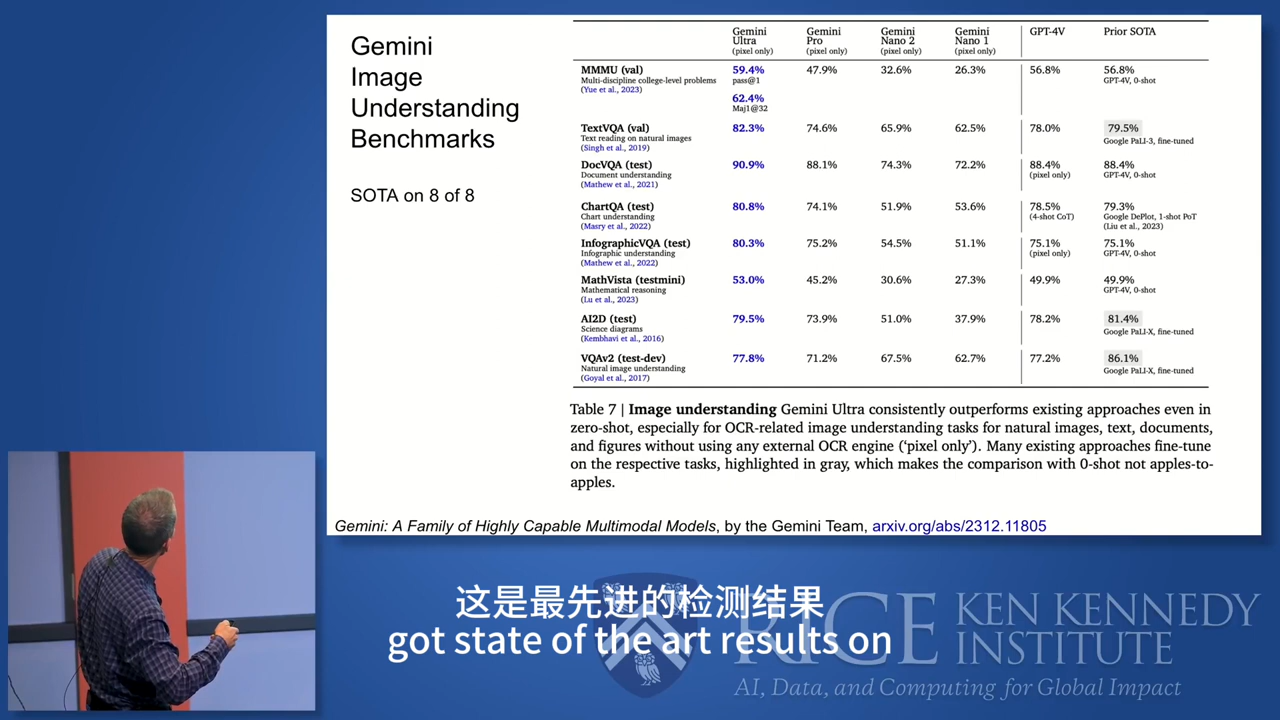 Gemini
Image
Understanding
Benchmarks
SOTA on 8 of 8
Gemini Ultra (pixel only) Gemini Pro (pixel only) Gemini Nano 2 (pixel only) Gemini Nano 1 (pixel only) GPT-4V Prior SOTA
MMMU (val) 59.4% 47.9% 32.6% 26.3% 56.8% 56.8%
Multi-discipline college-level problems pass@1 GPT-4V, 0-shot
(Yue et al., 2023)
62.4%
Maj1@32
TextVQA (val) 82.3% 74.6% 65.9% 62.5% 78.0% 79.5%
Text reading on natural images Google PaLI-3, fine-tuned
(Singh et al., 2019)
DocVQA (test) 90.9% 88.1% 74.3% 72.2% 88.4% 88.4%
Document understanding (pixel only) GPT-4V, 0-shot
(Mathew et al., 2021)
ChartQA (test) 80.8% 74.1% 51.9% 53.6% 78.5% 79.3%
Chart understanding (4-shot CoT) Google DePlot, 1-shot PoT
(Masry et al., 2022) (Liu et al., 2023)
InfographicVQA (test) 80.3% 75.2% 54.5% 51.1% 75.1% 75.1%
Infographic understanding (pixel only) GPT-4V, 0-shot
(Mathew et al., 2022)
MathVista (testmini) 53.0% 45.2% 30.6% 27.3% 49.9% 49.9%
Mathematical reasoning GPT-4V, 0-shot
(Lu et al., 2023)
AI2D (test) 79.5% 73.9% 51.0% 37.9% 78.2% 81.4%
Science diagrams Google PaLI-X, fine-tuned
(Kembhavi et al., 2016)
VQAv2 (test-dev) 77.8% 71.2% 67.5% 62.7% 77.2% 86.1%
Natural image understanding Google PaLI-X, fine-tuned
(Goyal et al., 2017)
Table 7 | Image understanding Gemini Ultra consistently outperforms existing approaches even in
zero-shot, especially for OCR-related image understanding tasks for natural images, text, documents,
and figures without using any external OCR engine (‘pixel only’). Many existing approaches fine-tune
on the respective tasks, highlighted in gray, which makes the comparison with 0-shot not apples-to-
apples.
Gemini: A Family of Highly Capable Multimodal Models, by the Gemini Team, arxiv.org/abs/2312.11805
这是最先进的检测结果
got state of the art results on
RICE KEN KENNEDY
INSTITUTE
AI, Data, and Computing for Global Impact